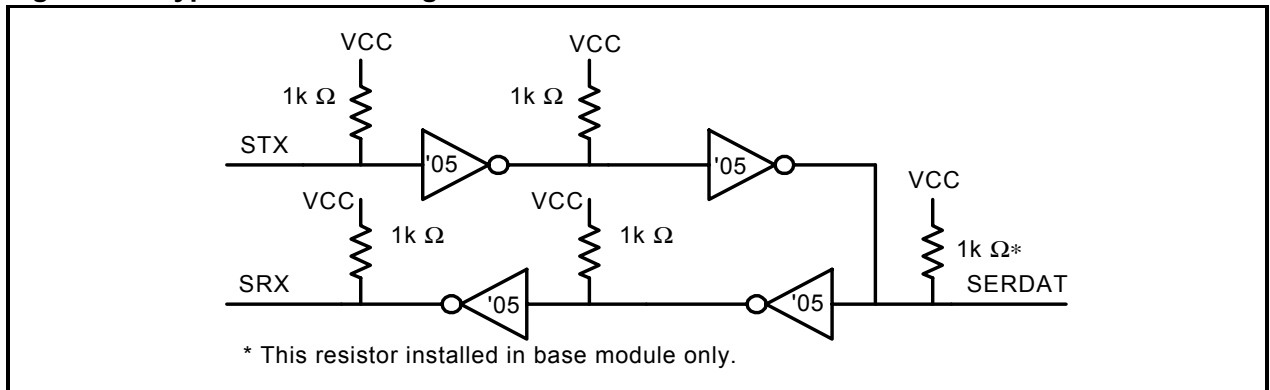 VCC
VCC
1k Ω
1k Ω
STX
'05
'05
VCC
VCC
VCC
1k Ω
1k Ω
1k Ω*
SRX
'05
'05
SERDAT
* This resistor installed in base module only.